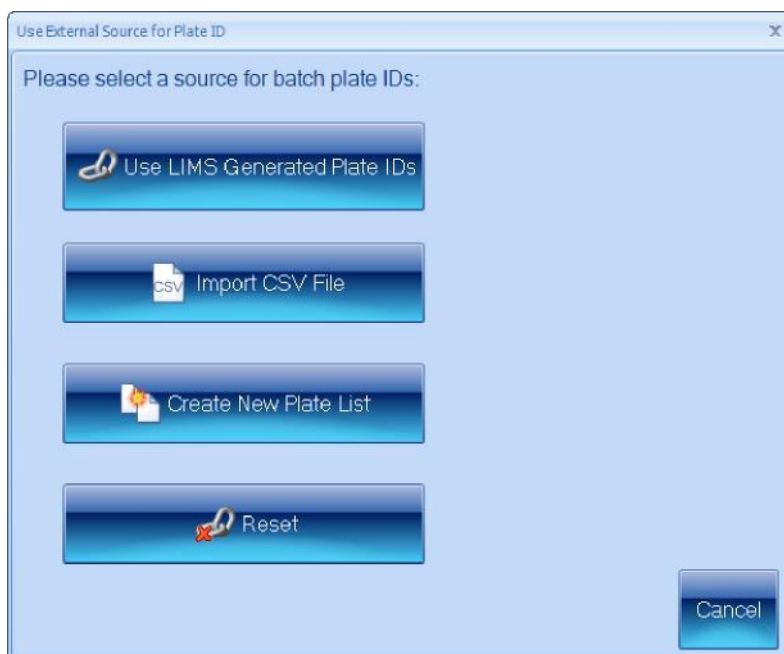 Use External Source for Plate ID
x
Please select a source for batch plate IDs:
Use LIMS Generated Plate IDs
CSV Import CSV File
Create New Plate List
Reset
Cancel